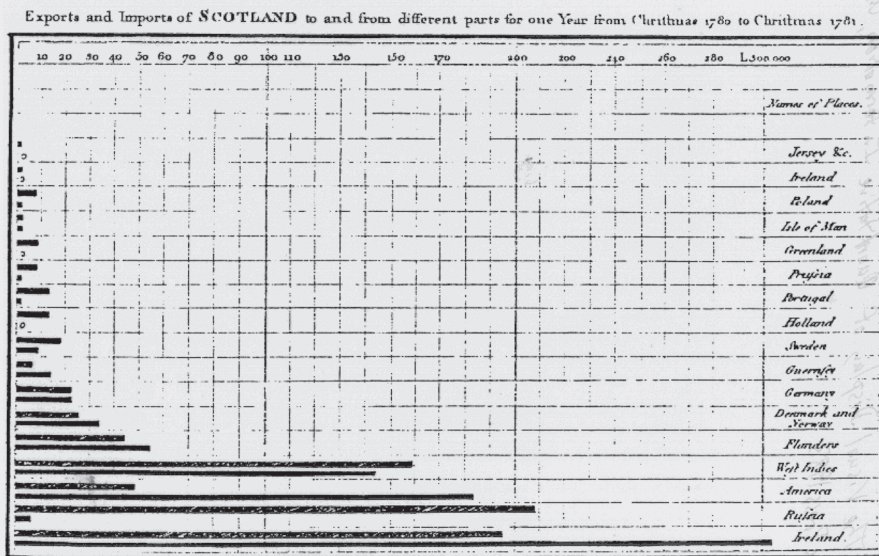 Exports and Imports of SCOTLAND to and from different parts for one Year from Christmas 1780 to Christmas 1781.
10 20 30 40 50 60 70 80 90 100 110 130 150 170 200 260 280 L300 000
Names of Places.
Jersey &c.
Ireland
Poland
Isle of Man
Greenland
Pruſsia
Portugal
Holland
Sweden
Guernsey
Germany
Denmark and
Norway
Flanders
West Indies
America
Ruſsia
Ireland